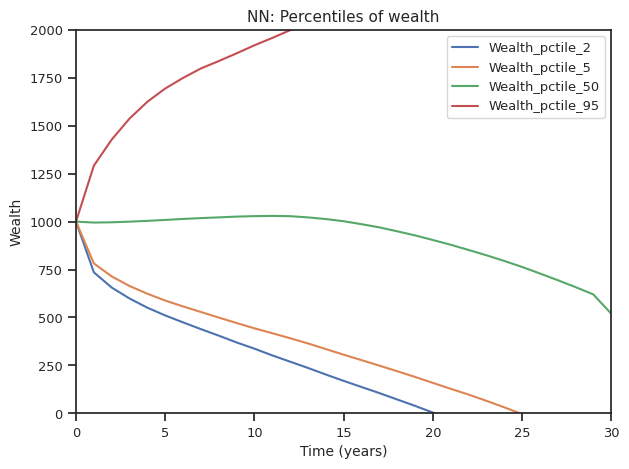 NN: Percentiles of wealth
2000
1750
1500
1250
1000
750
500
250
0
Wealth
Wealth_pctile_2
Wealth_pctile_5
Wealth_pctile_50
Wealth_pctile_95
0 5 10 15 20 25 30
Time (years)